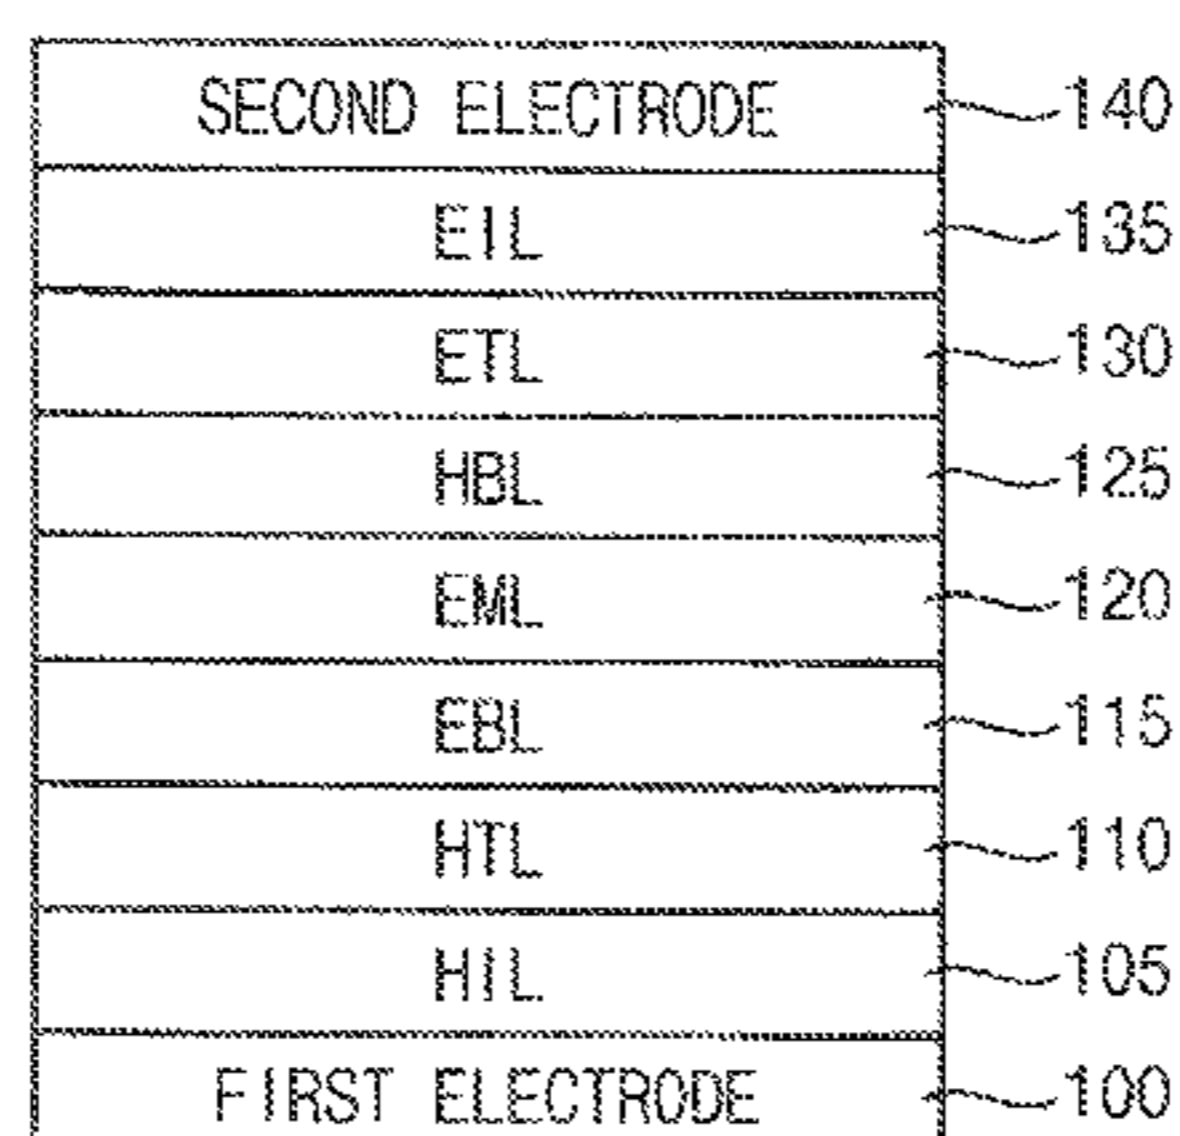 SECOND ELECTRODE 140
EIL 135
ETL 130
HBL 125
EML 120
EBL 115
HTL 110
HIL 105
FIRST ELECTRODE 100